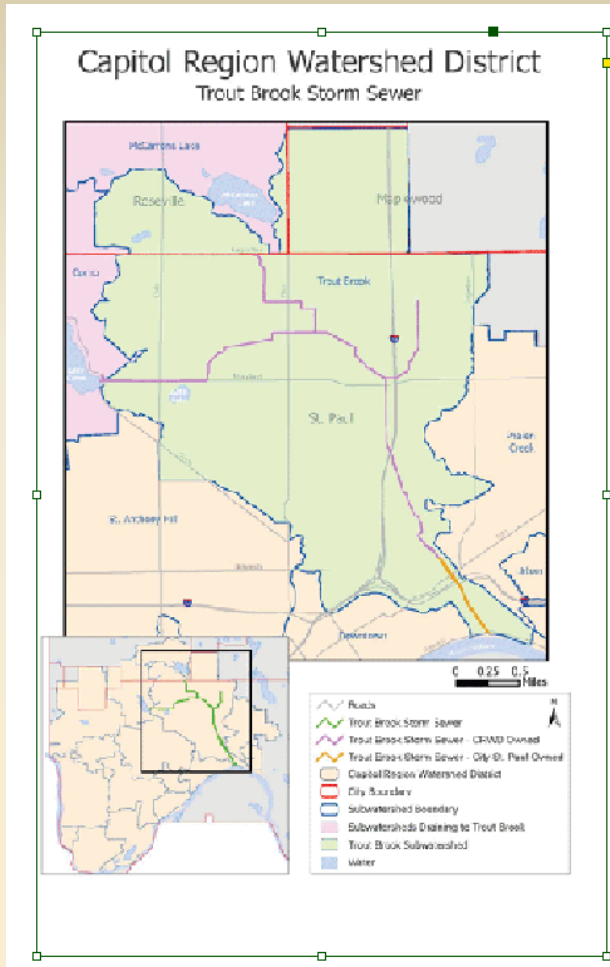 Capitol Region Watershed District
Trout Brook Storm Sewer
McCarrons Lake
Roseville
Maplewood
Como
Trout Brook
St. Paul
Phalen
Creek
St. Anthony Hill
Downtown
0 0.25 0.5
Miles
N
Roads
Trout Brook Storm Sewer
Trout Brook Storm Sewer - CRWD Owned
Trout Brook Storm Sewer - City St. Paul Owned
Capitol Region Watershed District
City Boundary
Subwatershed Boundary
Subwatersheds Draining to Trout Brook
Trout Brook Subwatershed
Water